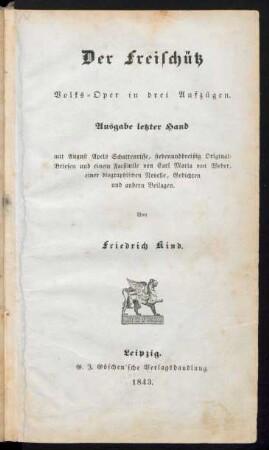 Der Freischütz
Volks-Oper in drei Aufzügen.
Ausgabe letzter Hand
mit August Apels Schattenrisse, siebenunddreißig Original-
Briefen und einem Facsimile von Carl Maria von Weber,
einer biographischen Novelle, Gedichten
und andern Beilagen.
Von
Friedrich Kind.
Leipzig.
G. J. Göschen'sche Verlagshandlung.
1843.